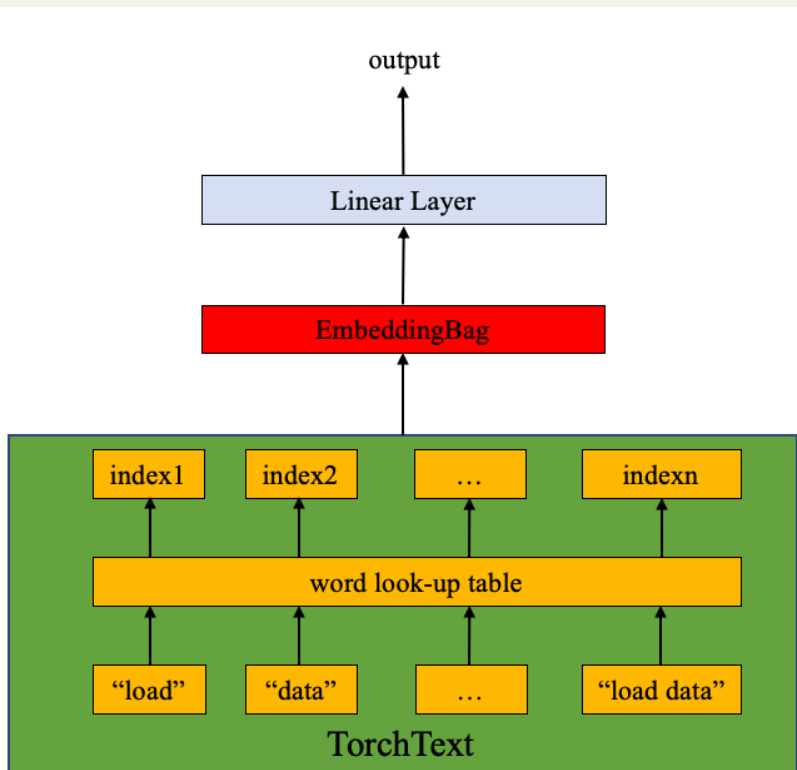 output
Linear Layer
EmbeddingBag
index1 index2 … indexn
word look-up table
“load” “data” … “load data”
TorchText